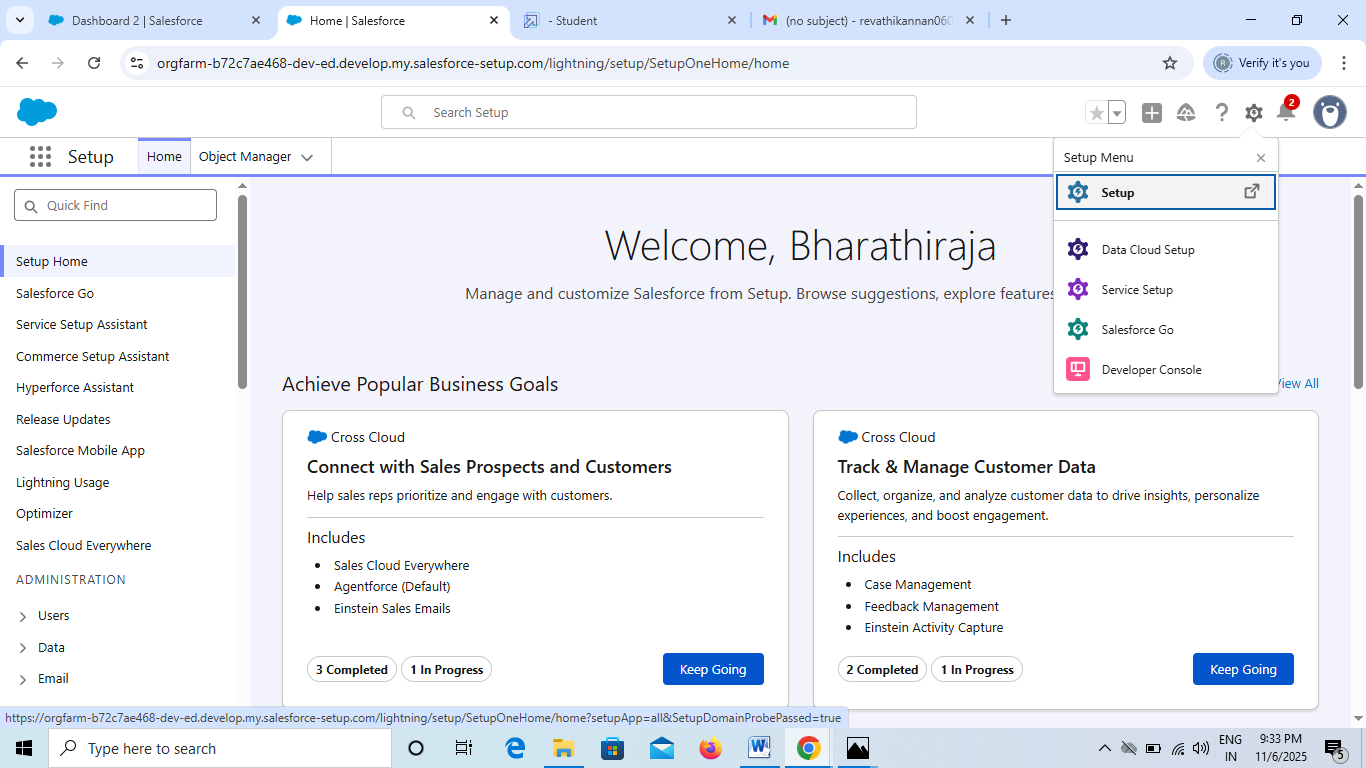 Dashboard 2 | Salesforce
Home | Salesforce
- Student
(no subject) - revathikannan060
orgfarm-b72c7ae468-dev-ed.develop.my.salesforce-setup.com/lightning/setup/SetupOneHome/home
R
Verify it's you
Search Setup
2
Setup
Home
Object Manager
Setup Menu
Setup
Data Cloud Setup
Service Setup
Salesforce Go
Developer Console
Quick Find
Setup Home
Salesforce Go
Service Setup Assistant
Commerce Setup Assistant
Hyperforce Assistant
Release Updates
Salesforce Mobile App
Lightning Usage
Optimizer
Sales Cloud Everywhere
ADMINISTRATION
Users
Data
Email
Welcome, Bharathiraja
Manage and customize Salesforce from Setup. Browse suggestions, explore features
Achieve Popular Business Goals
View All
Cross Cloud
Connect with Sales Prospects and Customers
Help sales reps prioritize and engage with customers.
Includes
• Sales Cloud Everywhere
• Agentforce (Default)
• Einstein Sales Emails
3 Completed
1 In Progress
Keep Going
Cross Cloud
Track & Manage Customer Data
Collect, organize, and analyze customer data to drive insights, personalize
experiences, and boost engagement.
Includes
• Case Management
• Feedback Management
• Einstein Activity Capture
2 Completed
1 In Progress
Keep Going
https://orgfarm-b72c7ae468-dev-ed.develop.my.salesforce-setup.com/lightning/setup/SetupOneHome/home?setupApp=all&SetupDomainProbePassed=true
Type here to search
W
ENG
IN
9:33 PM
11/6/2025
5